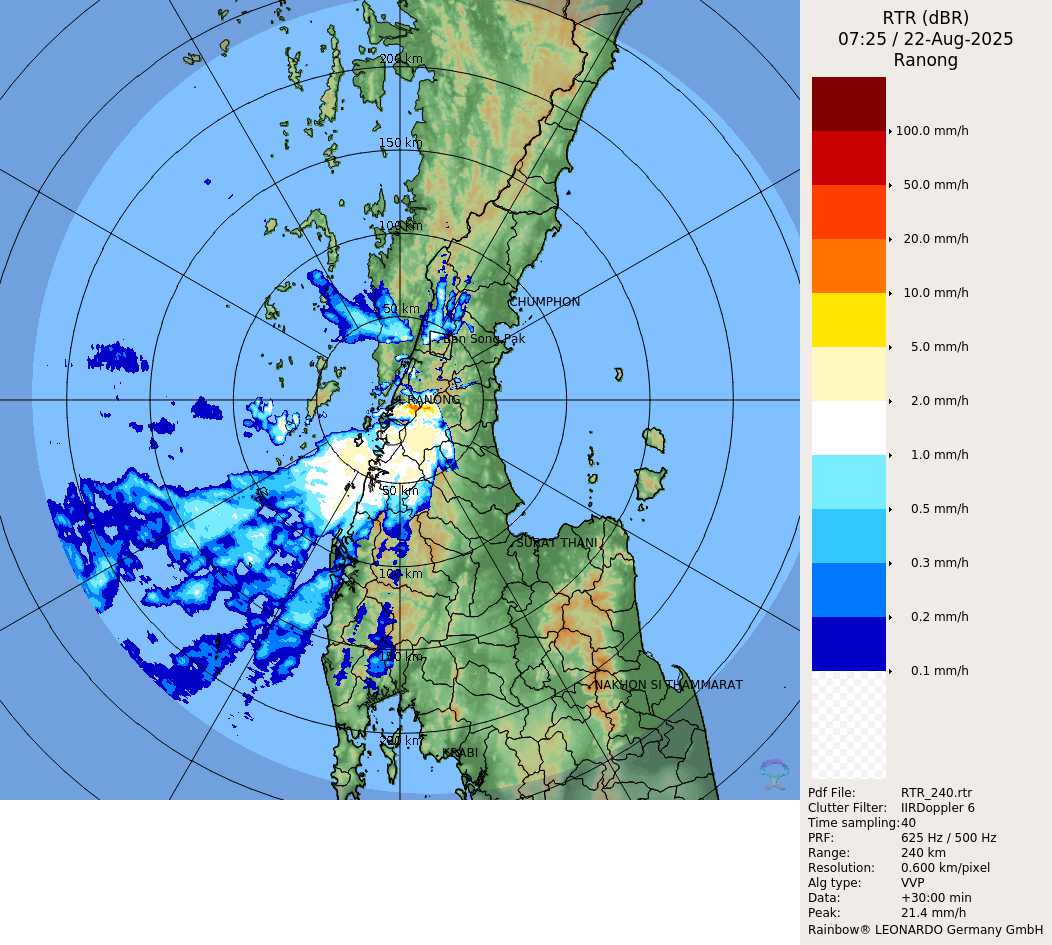 200 km
150 km
100 km
CHUMPHON
50 km
Ban Song Pak
RANONG
50 km
SURAT THANI
100 km
150 km
NAKHON SI THAMMARAT
200 km
KRABI
RTR (dBR)
07:25 / 22-Aug-2025
Ranong
100.0 mm/h
50.0 mm/h
20.0 mm/h
10.0 mm/h
5.0 mm/h
2.0 mm/h
1.0 mm/h
0.5 mm/h
0.3 mm/h
0.2 mm/h
0.1 mm/h
Pdf File: RTR_240.rtr
Clutter Filter: IIRDoppler 6
Time sampling: 40
PRF: 625 Hz / 500 Hz
Range: 240 km
Resolution: 0.600 km/pixel
Alg type: VVP
Data: +30:00 min
Peak: 21.4 mm/h
Rainbow® LEONARDO Germany GmbH